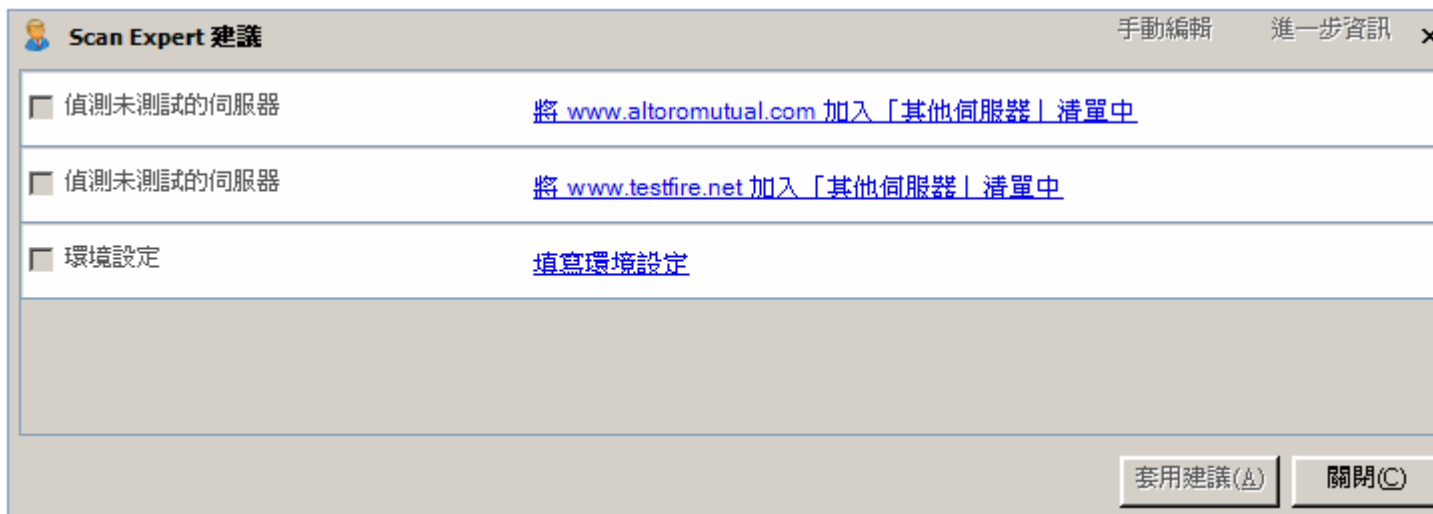 Scan Expert 建議 手動編輯 進一步資訊
偵測未測試的伺服器 將 www.altoromutual.com 加入「其他伺服器」清單中
偵測未測試的伺服器 將 www.testfire.net 加入「其他伺服器」清單中
環境設定 填寫環境設定
套用建議(A) 關閉(C)